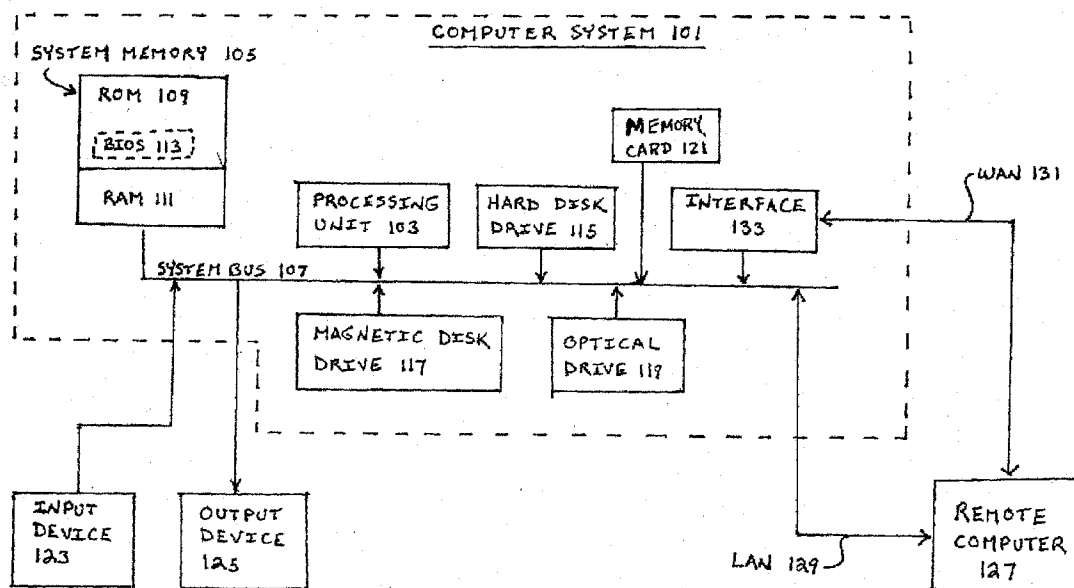 COMPUTER SYSTEM 101
SYSTEM MEMORY 105
ROM 109
BIOS 113
RAM 111
MEMORY
CARD 121
WAN 131
PROCESSING
UNIT 103
HARD DISK
DRIVE 115
INTERFACE
133
SYSTEM BUS 107
MAGNETIC DISK
DRIVE 117
OPTICAL
DRIVE 119
INPUT
DEVICE
123
OUTPUT
DEVICE
125
LAN 129
REMOTE
COMPUTER
127